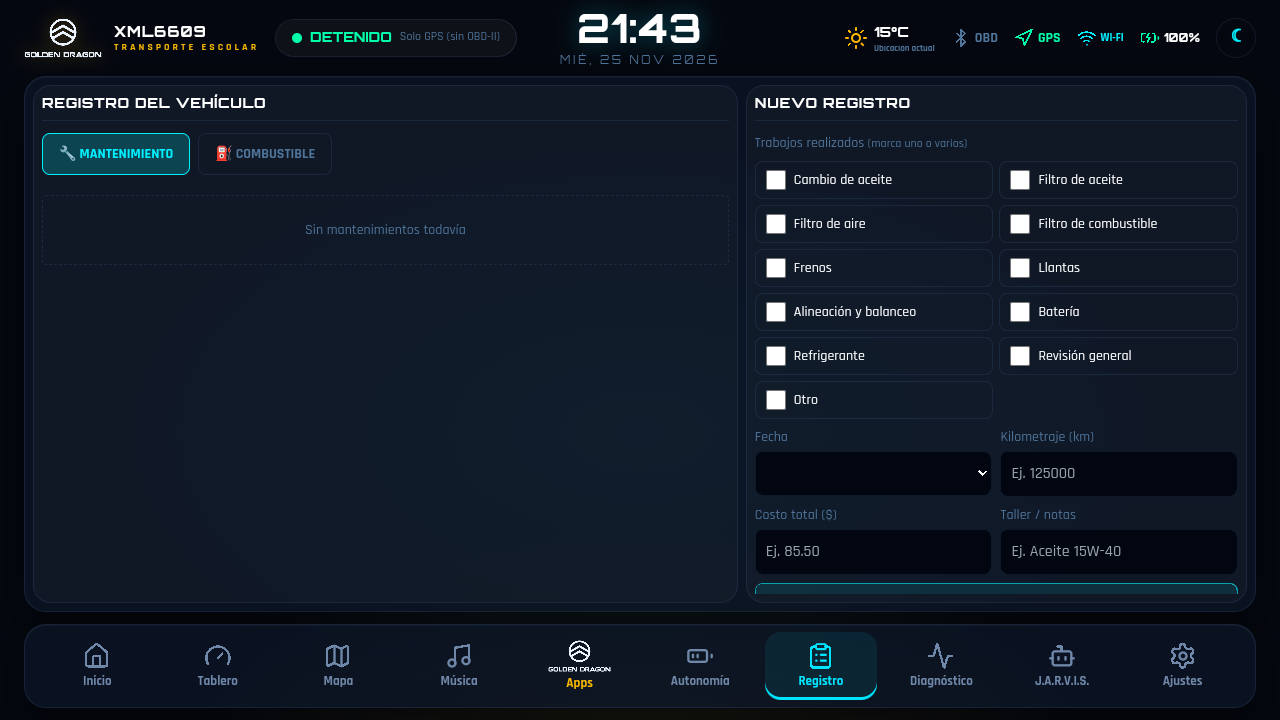 GOLDEN DRAGON
XML6609
TRANSPORTE ESCOLAR
DETENIDO
Solo GPS (sin OBD-II)
21:43
MIÉ, 25 NOV 2026
15°C
Ubicación actual
OBD
GPS
WI-FI
100%
REGISTRO DEL VEHÍCULO
MANTENIMIENTO
COMBUSTIBLE
Sin mantenimientos todavía
NUEVO REGISTRO
Trabajos realizados (marca uno o varios)
Cambio de aceite
Filtro de aceite
Filtro de aire
Filtro de combustible
Frenos
Llantas
Alineación y balanceo
Batería
Refrigerante
Revisión general
Otro
Fecha
Kilometraje (km)
Ej. 125000
Costo total ($)
Taller / notas
Ej. 85.50
Ej. Aceite 15W-40
Inicio
Tablero
Mapa
Música
GOLDEN DRAGON
Apps
Autonomía
Registro
Diagnóstico
J.A.R.V.I.S.
Ajustes